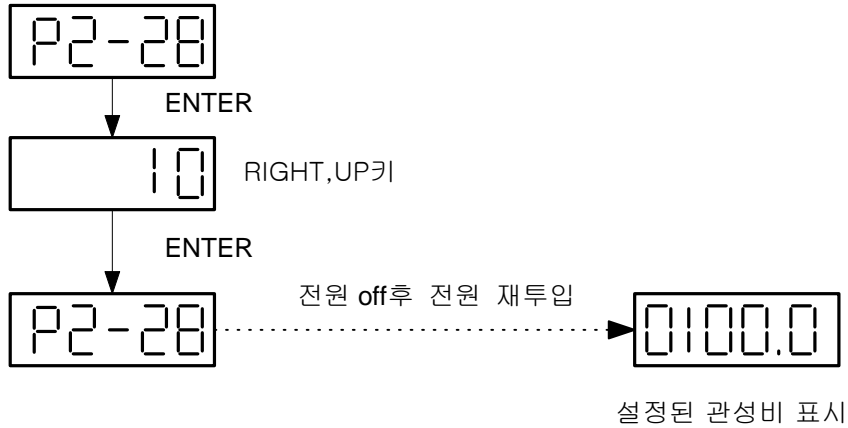 P2-28
ENTER
10
RIGHT,UP키
ENTER
전원 off후 전원 재투입
P2-28
0100.0
설정된 관성비 표시